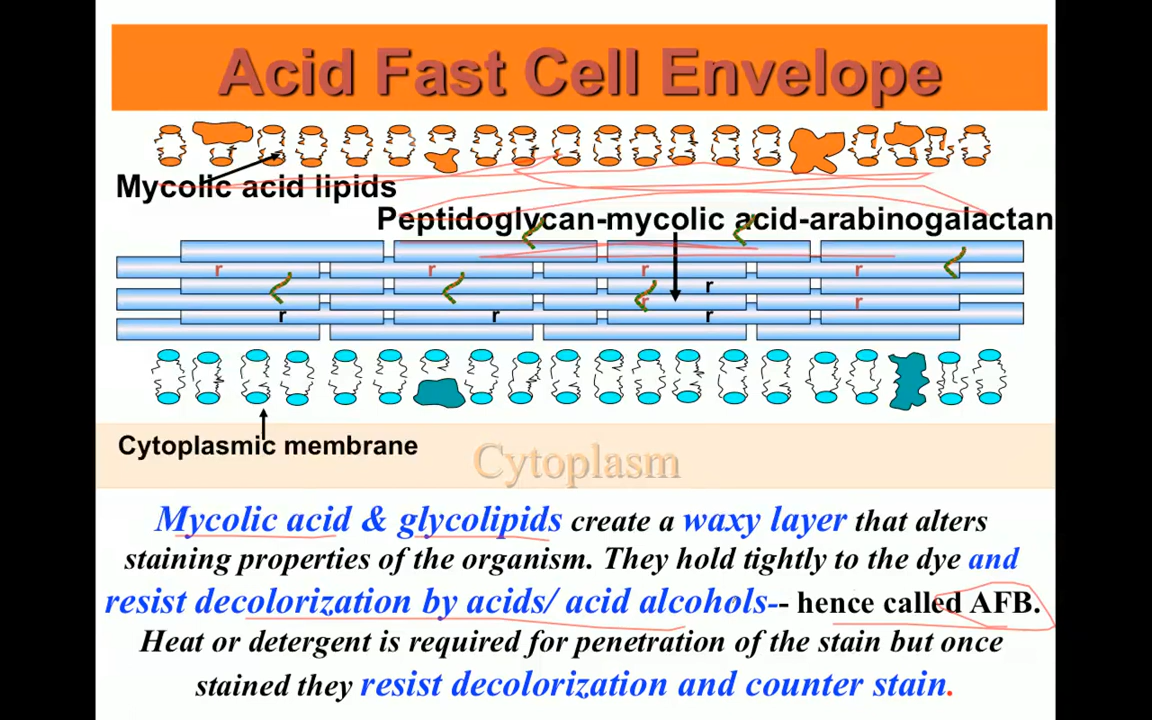 Acid Fast Cell Envelope
Mycolic acid lipids
Peptidoglycan-mycolic acid-arabinogalactan
r r r r
r
r r
r r r
Cytoplasmic membrane
Cytoplasm
Mycolic acid & glycolipids create a waxy layer that alters
staining properties of the organism. They hold tightly to the dye and
resist decolorization by acids/ acid alcohols-- hence called AFB.
Heat or detergent is required for penetration of the stain but once
stained they resist decolorization and counter stain.